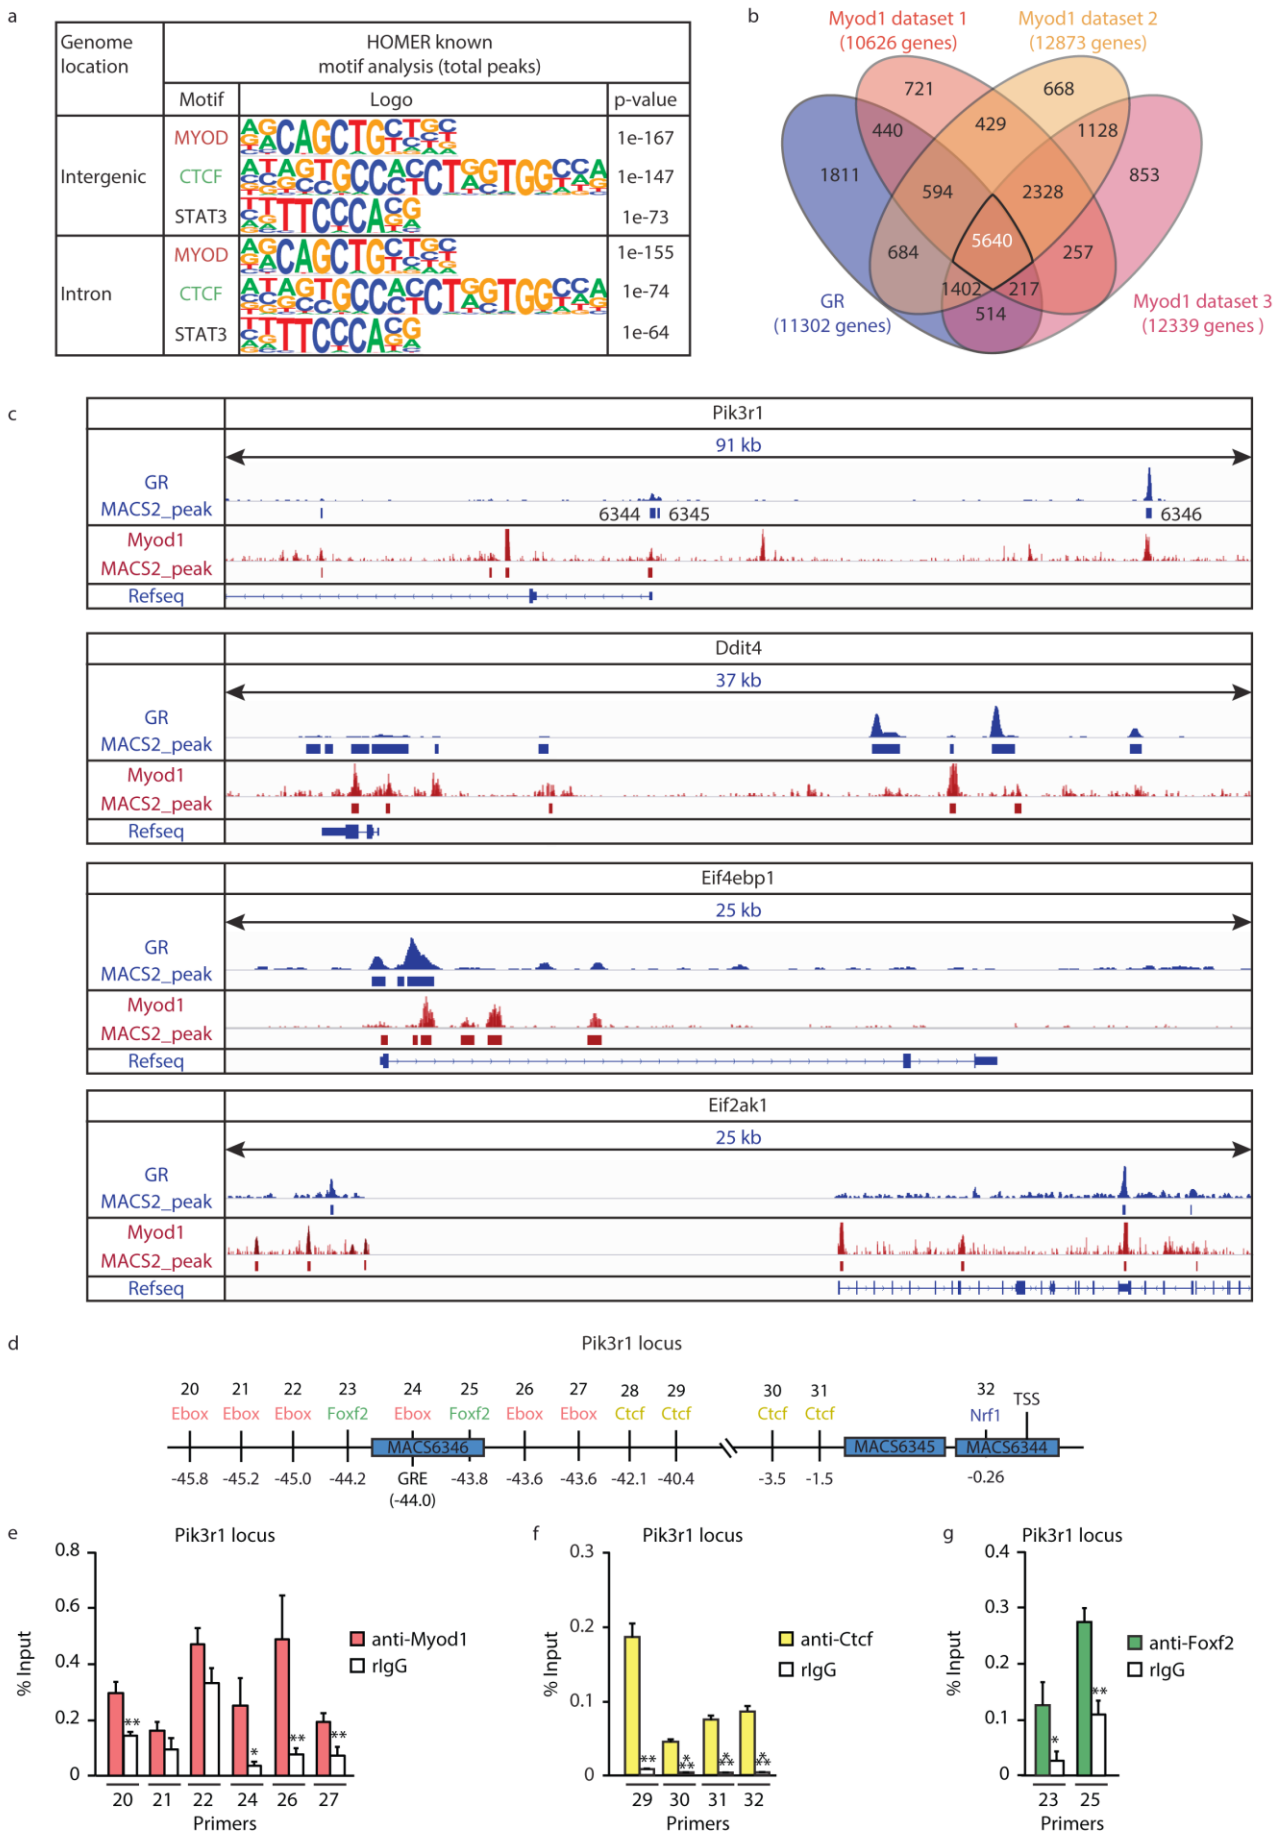 a
Genome location
HOMER known motif analysis (total peaks)
Motif Logo p-value
Intergenic
MYOD 1e-167
CTCF 1e-147
STAT3 1e-73
Intron
MYOD 1e-155
CTCF 1e-74
STAT3 1e-64
b
Myod1 dataset 1
(10626 genes)
Myod1 dataset 2
(12873 genes)
721 668
440 429 1128
1811 594 2328 853
684 5640 257
1402 217
514
GR
(11302 genes)
Myod1 dataset 3
(12339 genes )
c
Pik3r1
91 kb
GR
MACS2_peak 6344 6345 6346
Myod1
MACS2_peak
Refseq
Ddit4
37 kb
GR
MACS2_peak
Myod1
MACS2_peak
Refseq
Eif4ebp1
25 kb
GR
MACS2_peak
Myod1
MACS2_peak
Refseq
Eif2ak1
25 kb
GR
MACS2_peak
Myod1
MACS2_peak
Refseq
d
Pik3r1 locus
20 21 22 23 24 25 26 27 28 29 30 31 32
Ebox Ebox Ebox Foxf2 Ebox Foxf2 Ebox Ebox Ctcf Ctcf Ctcf Ctcf Nrf1 TSS
MACS6346 MACS6345 MACS6344
-45.8 -45.2 -45.0 -44.2 GRE -43.8 -43.6 -43.6 -42.1 -40.4 -3.5 -1.5 -0.26
(-44.0)
e
Pik3r1 locus
% Input
0.8
0.6
0.4
0.2
0
anti-Myod1
rIgG
** * ** **
20 21 22 24 26 27
Primers
f
Pik3r1 locus
% Input
0.3
0.2
0.1
0
anti-Ctcf
rIgG
** *** *** ***
29 30 31 32
Primers
g
Pik3r1 locus
% Input
0.4
0.3
0.2
0.1
0
anti-Foxf2
rIgG
* **
23 25
Primers